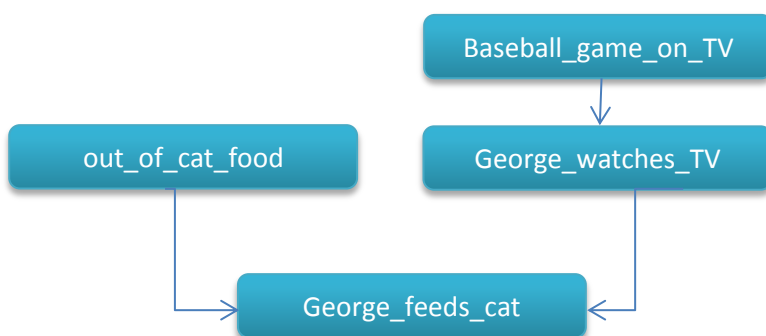 Baseball_game_on_TV
out_of_cat_food
George_watches_TV
George_feeds_cat